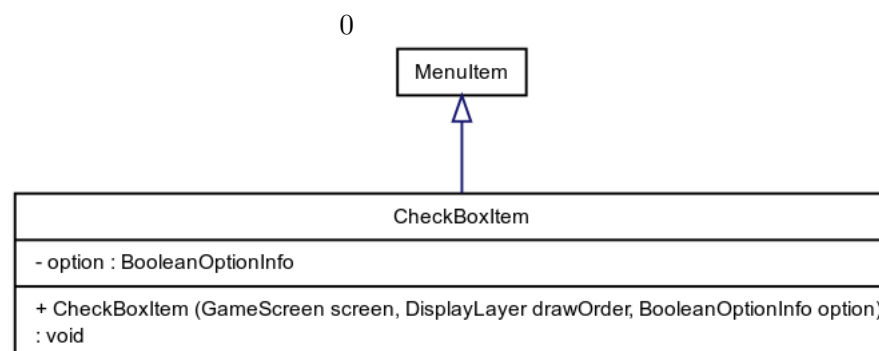 0
MenuItem
CheckBoxItem
- option : BooleanOptionInfo
+ CheckBoxItem (GameScreen screen, DisplayLayer drawOrder, BooleanOptionInfo option)
: void